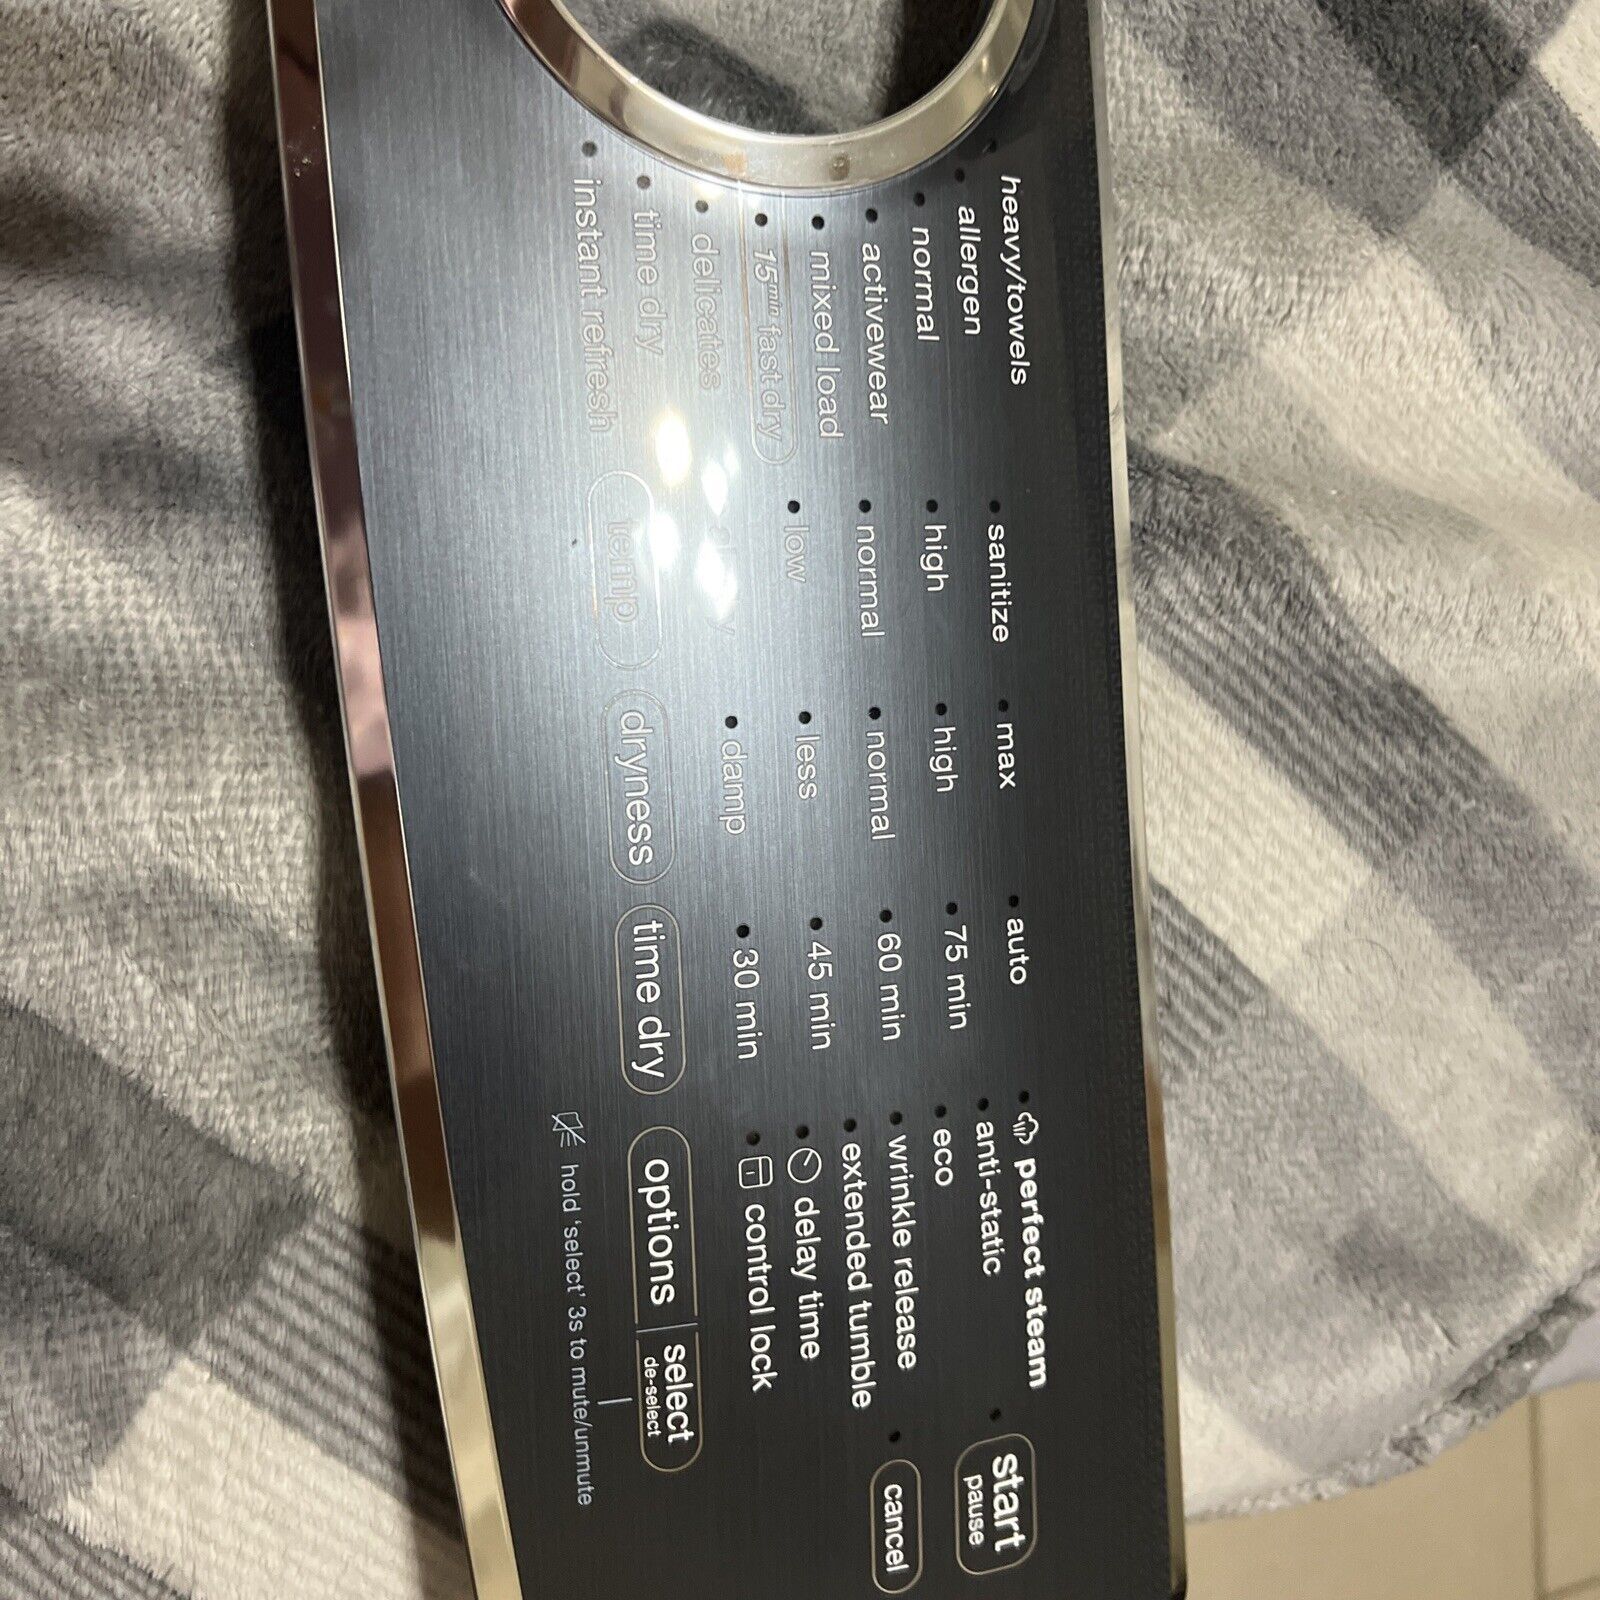 heavy/towels
allergen
normal
activewear
mixed load
15min fast dry
delicates
time dry
instant refresh
sanitize
high
normal
low
temp
max
high
normal
less
damp
dryness
auto
75 min
60 min
45 min
30 min
time dry
perfect steam
anti-static
eco
wrinkle release
extended tumble
delay time
control lock
options
select
de-select
hold 'select' 3s to mute/unmute
start
pause
cancel